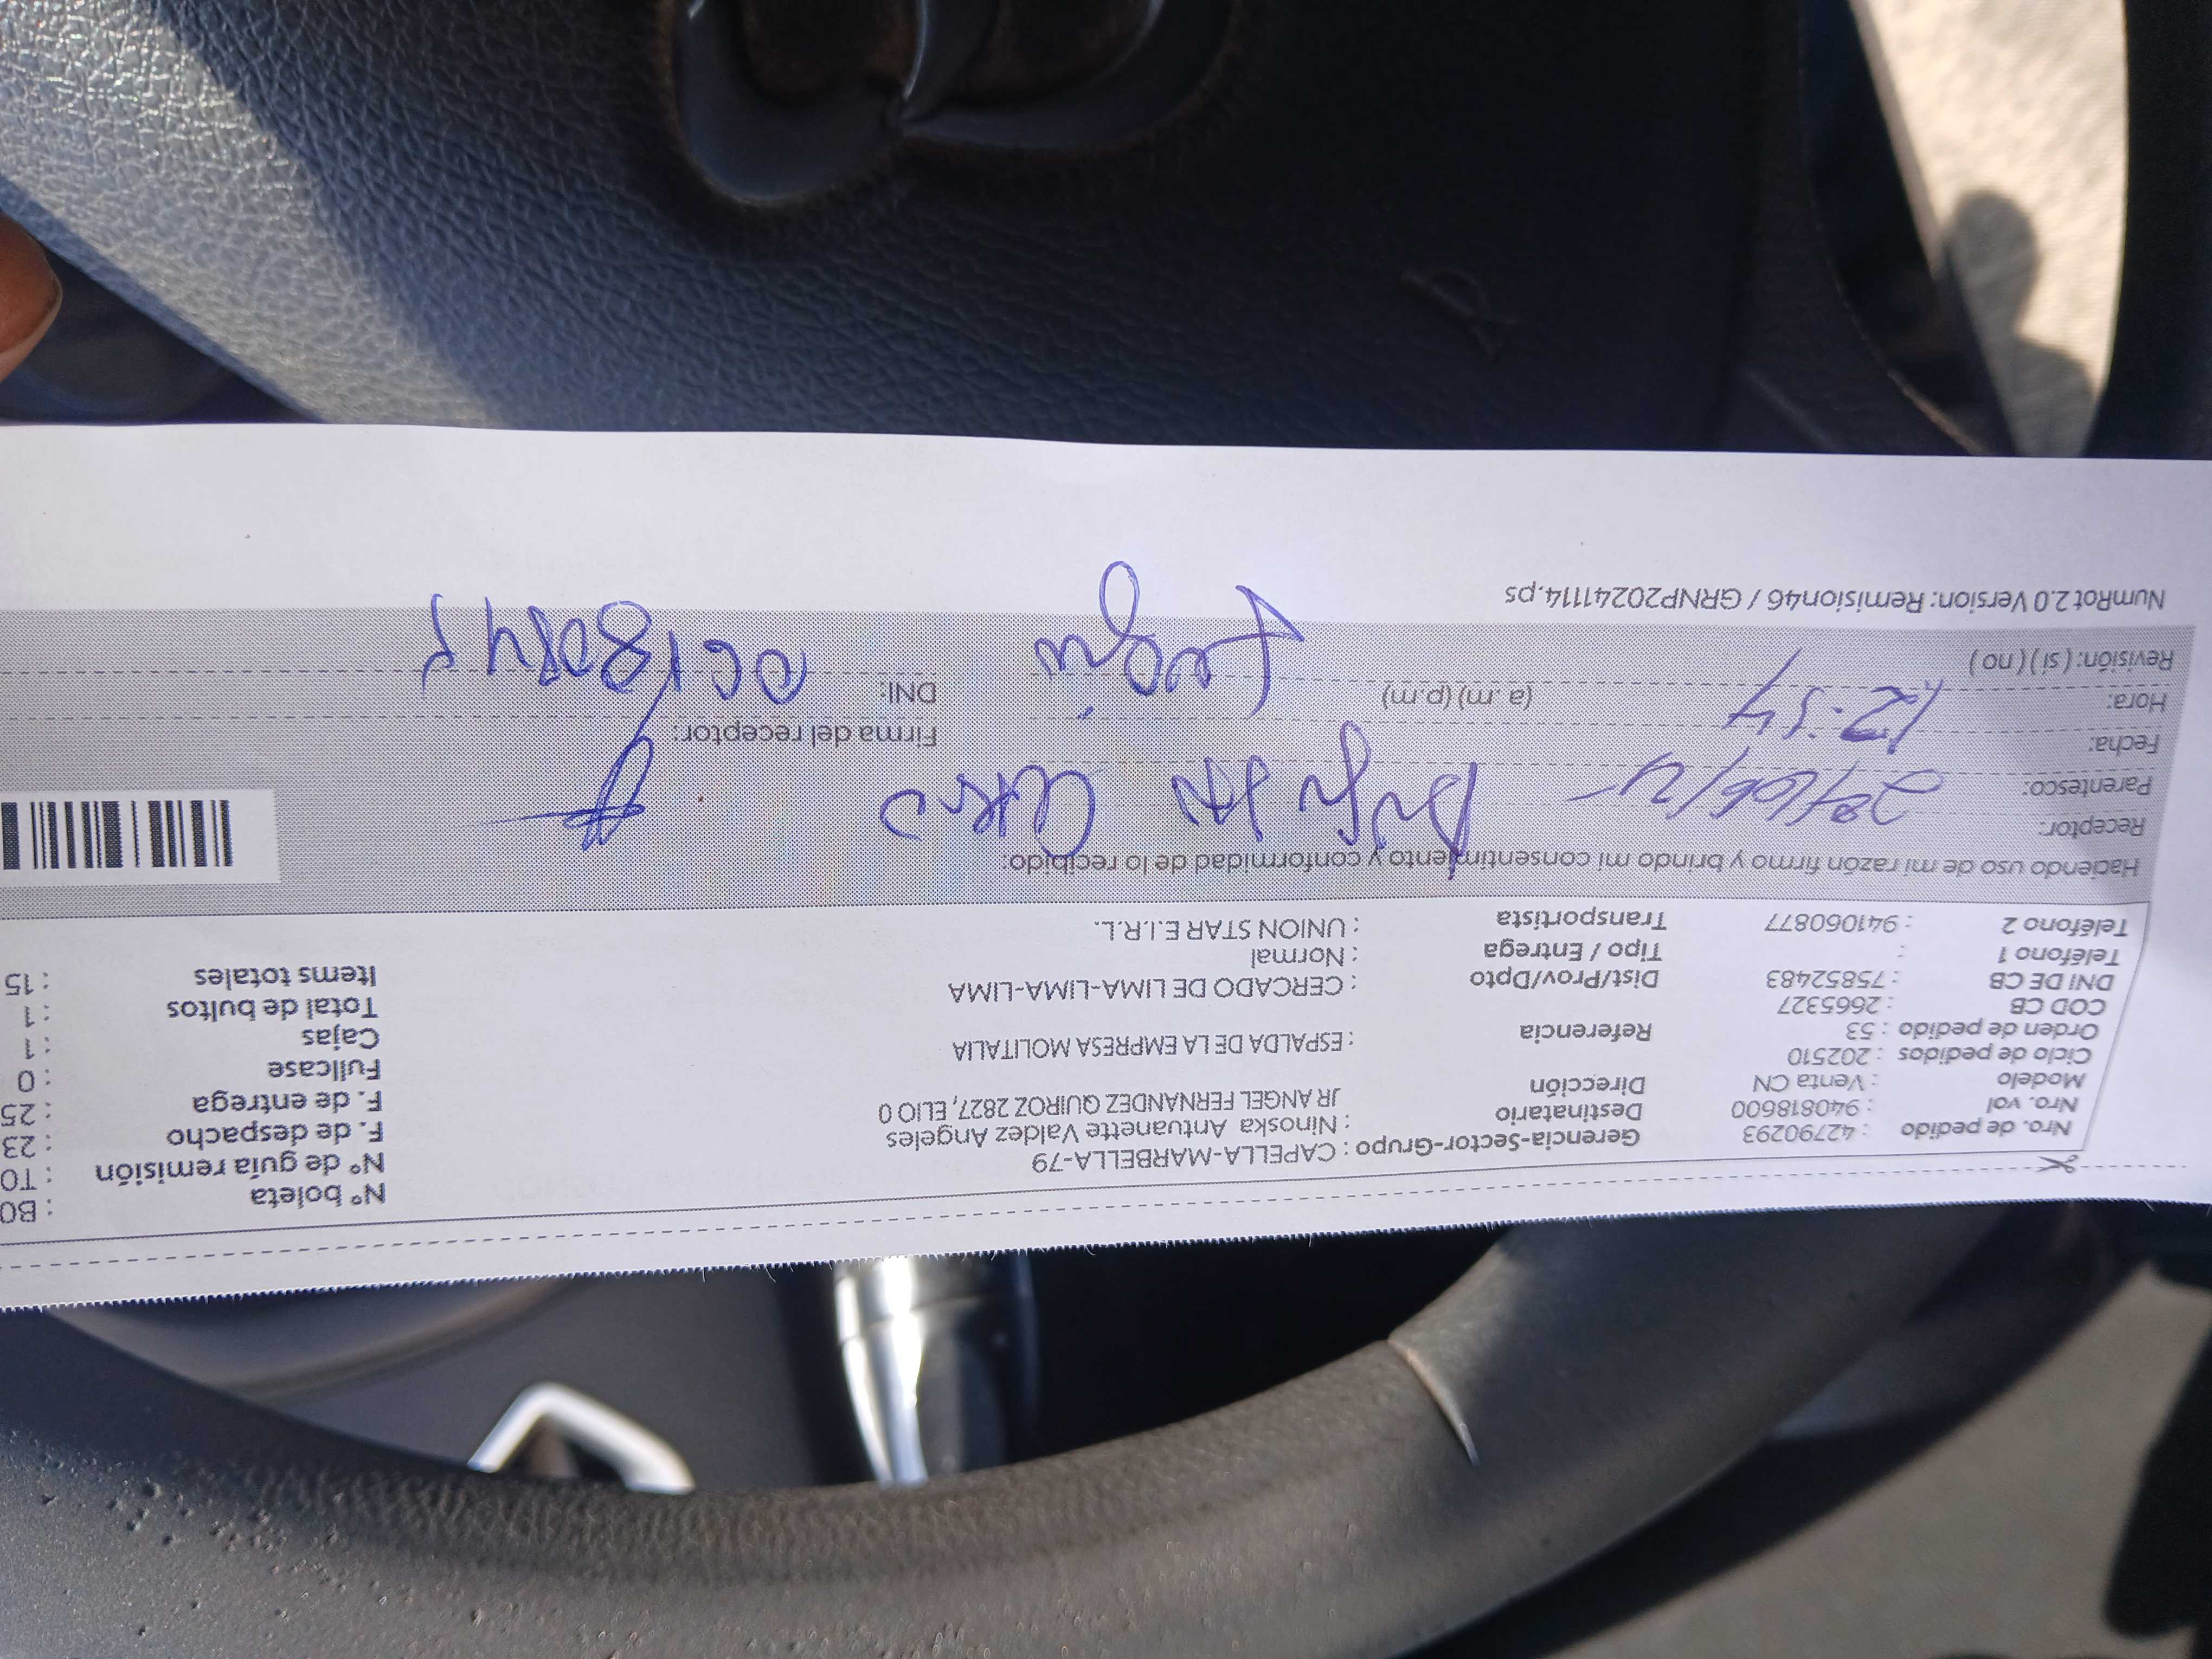 Nº boleta : B0
Nº de guía remisión : T0
F. de despacho : 23
F. de entrega : 25
Fullcase : 0
Cajas : 1
Total de bultos : 1
Items totales : 15
Nro. de pedido : 42790293
Nro. vol : 940818600
Modelo : Venta CN
Ciclo de pedidos : 202510
Orden de pedido : 53
COD CB : 2665327
DNI DE CB : 75852483
Teléfono 1 :
Teléfono 2 : 941060877
Gerencia-Sector-Grupo : CAPELLA-MARBELLA-79
Destinatario : Ninoska Antuanette Valdez Angeles
Dirección JR ANGEL FERNANDEZ QUIROZ 2827, ELIO 0
Referencia : ESPALDA DE LA EMPRESA MOLITALIA
Dist/Prov/Dpto : CERCADO DE LIMA-LIMA-LIMA
Tipo / Entrega : Normal
Transportista : UNION STAR E.I.R.L.
Haciendo uso de mi razón firmo y brindo mi consentimiento y conformidad de lo recibido:
Receptor:
Parentesco:
Fecha:
Hora: 12:54 (a.m) (p.m)
Revisión: (si) (no)
Firma del receptor:
DNI:
NumRot 2.0 Version: Remision46 / GRNP20241114.ps